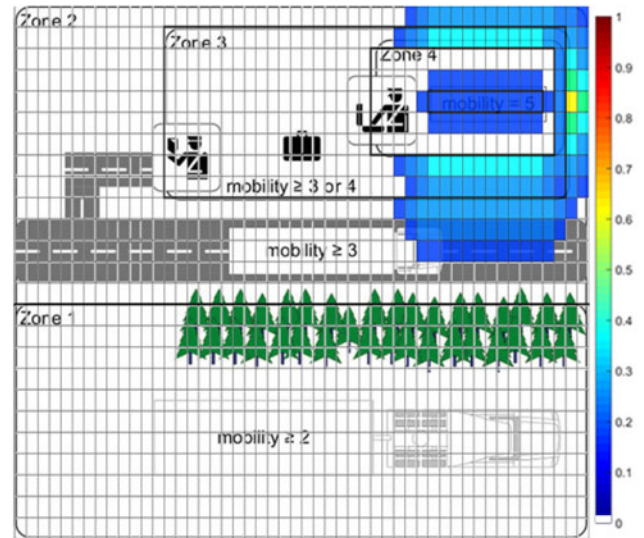 Zone 2
Zone 3
Zone 4
mobility = 5
mobility ≥ 3 or 4
mobility ≥ 3
Zone 1
mobility ≥ 2
1
0.9
0.8
0.7
0.6
0.5
0.4
0.3
0.2
0.1
0